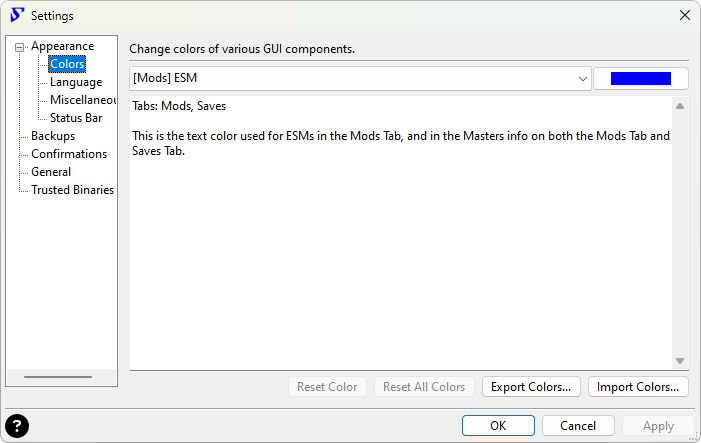 Settings
Appearance
Colors
Language
Miscellaneou
Status Bar
Backups
Confirmations
General
Trusted Binaries
Change colors of various GUI components.
[Mods] ESM
Tabs: Mods, Saves
This is the text color used for ESMs in the Mods Tab, and in the Masters info on both the Mods Tab and
Saves Tab.
Reset Color
Reset All Colors
Export Colors...
Import Colors...
?
OK
Cancel
Apply